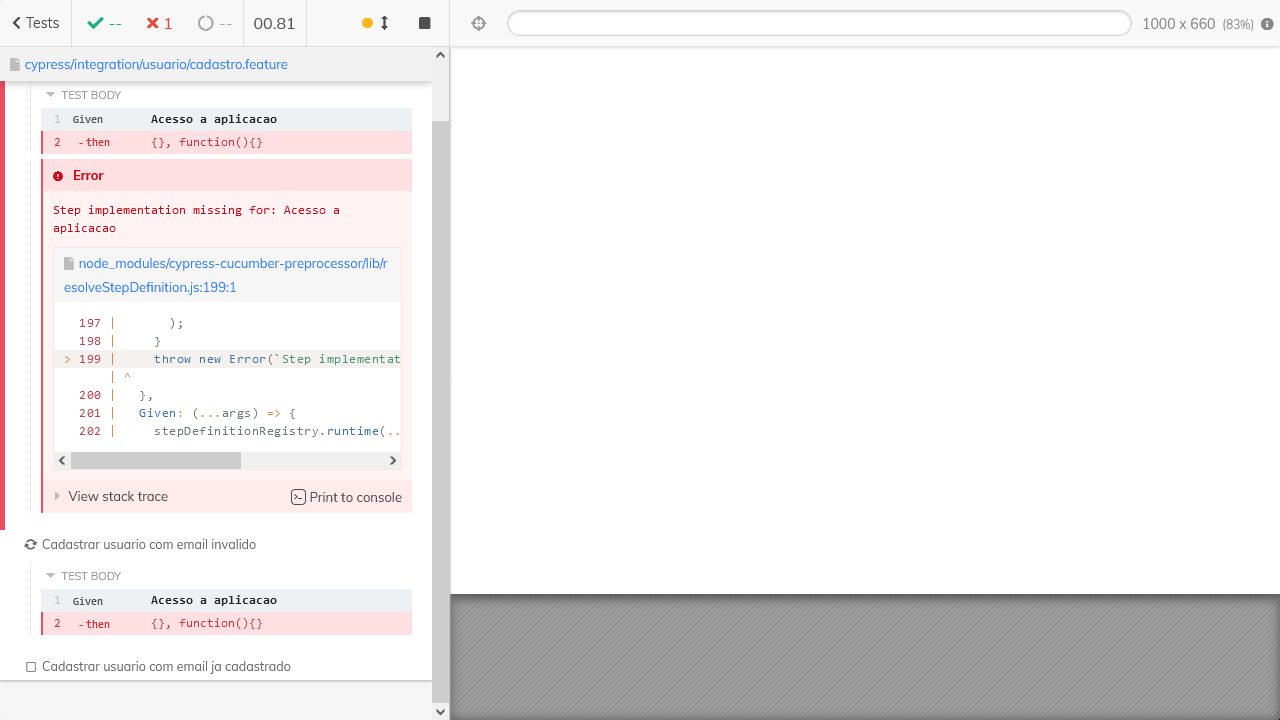 Tests
--
1
--
00.81
1000 x 660 (83%)
cypress/integration/usuario/cadastro.feature
TEST BODY
1 Given Acesso a aplicacao
2 -then {}, function(){}
Error
Step implementation missing for: Acesso a
aplicacao
node_modules/cypress-cucumber-preprocessor/lib/r
esolveStepDefinition.js:199:1
197 | );
198 | }
> 199 | throw new Error(`Step implementat
| ^
200 | },
201 | Given: (...args) => {
202 | stepDefinitionRegistry.runtime(..
View stack trace
Print to console
Cadastrar usuario com email invalido
TEST BODY
1 Given Acesso a aplicacao
2 -then {}, function(){}
Cadastrar usuario com email ja cadastrado